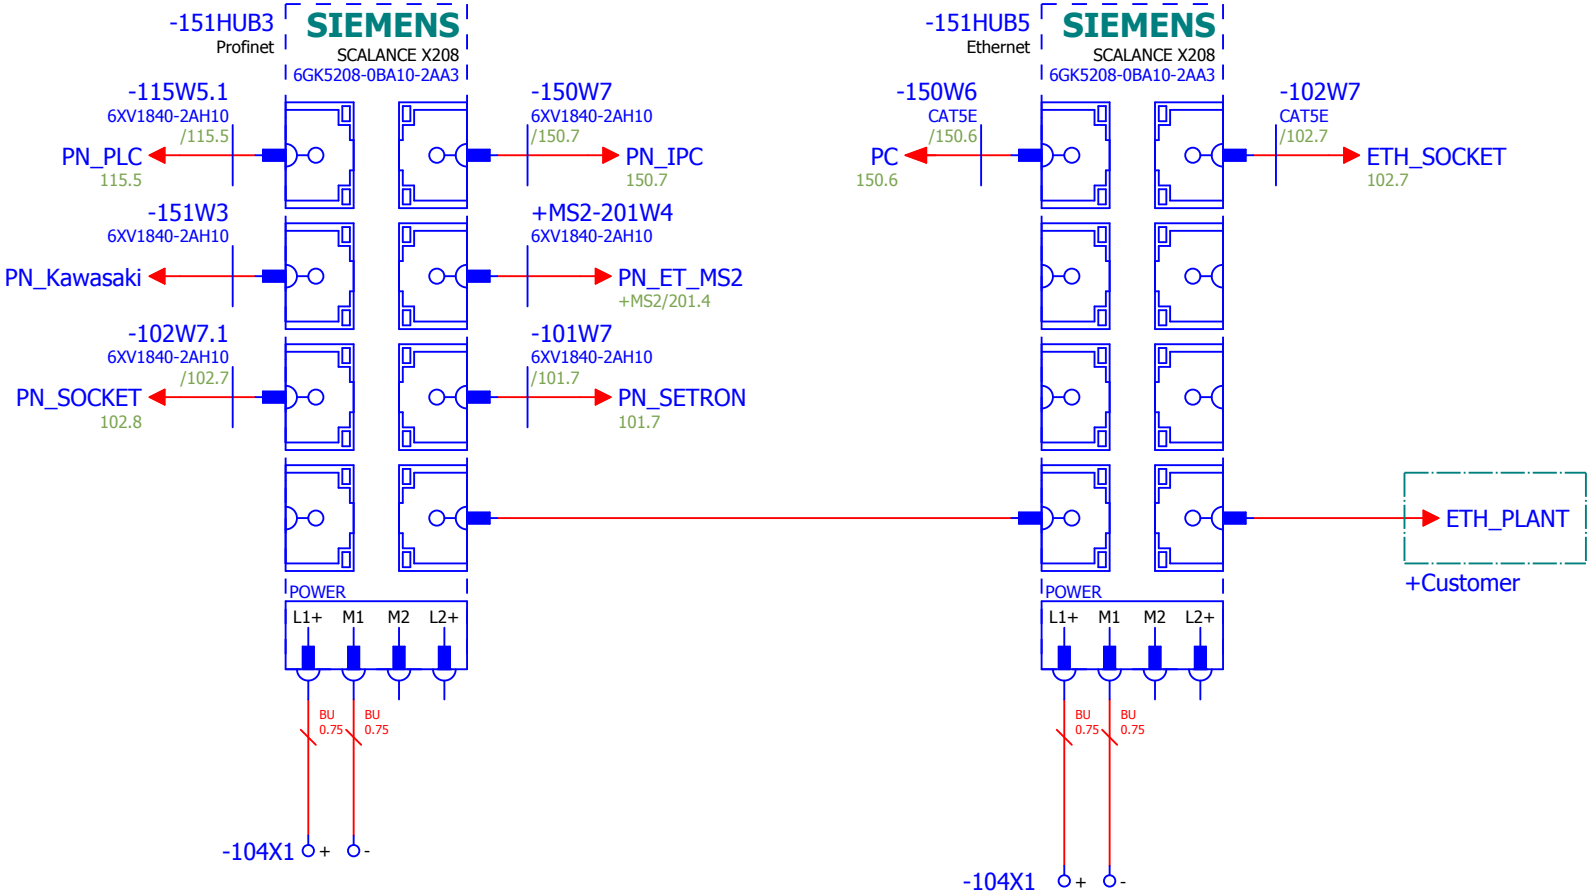 -151HUB3
Profinet
SIEMENS
SCALANCE X208
6GK5208-0BA10-2AA3
-115W5.1
6XV1840-2AH10
/115.5
PN_PLC
115.5
-150W7
6XV1840-2AH10
/150.7
PN_IPC
150.7
-151W3
6XV1840-2AH10
PN_Kawasaki
+MS2-201W4
6XV1840-2AH10
PN_ET_MS2
+MS2/201.4
-102W7.1
6XV1840-2AH10
/102.7
PN_SOCKET
102.8
-101W7
6XV1840-2AH10
/101.7
PN_SETRON
101.7
POWER
L1+ M1 M2 L2+
BU
0.75
BU
0.75
-104X1 + -
-151HUB5
Ethernet
SIEMENS
SCALANCE X208
6GK5208-0BA10-2AA3
-150W6
CAT5E
/150.6
PC
150.6
-102W7
CAT5E
/102.7
ETH_SOCKET
102.7
ETH_PLANT
+Customer
POWER
L1+ M1 M2 L2+
BU
0.75
BU
0.75
-104X1 + -